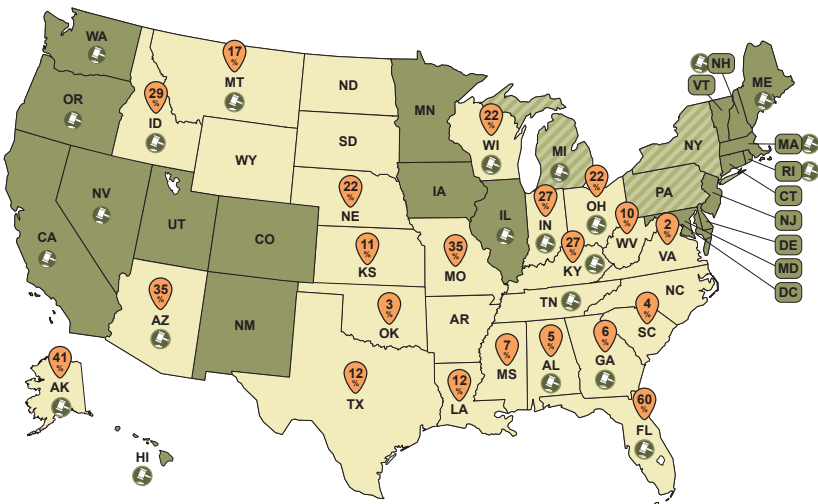 WA
OR
CA
NV
29
%
ID
17
%
MT
WY
UT
CO
35
%
AZ
NM
ND
SD
22
%
NE
11
%
KS
3
%
OK
12
%
TX
MN
IA
35
%
MO
AR
12
%
LA
22
%
WI
IL
MI
27
%
IN
22
%
OH
27
%
KY
TN
7
%
MS
5
%
AL
6
%
GA
60
%
FL
4
%
SC
NC
10
%
WV
2
%
VA
PA
NY
VT
NH
ME
MA
RI
CT
NJ
DE
MD
DC
41
%
AK
HI